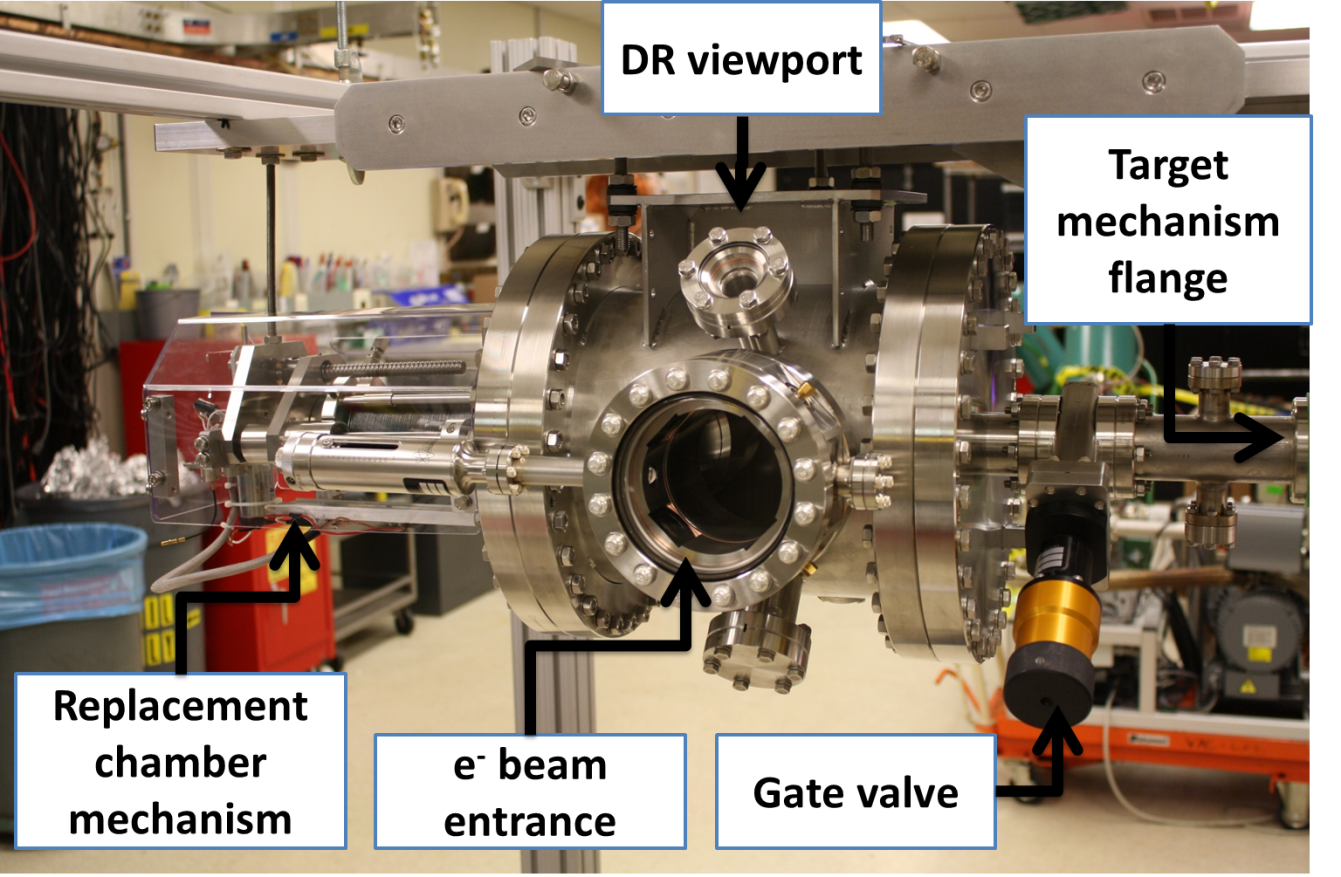 DR viewport
Target
mechanism
flange
Replacement
chamber
mechanism
e- beam
entrance
Gate valve